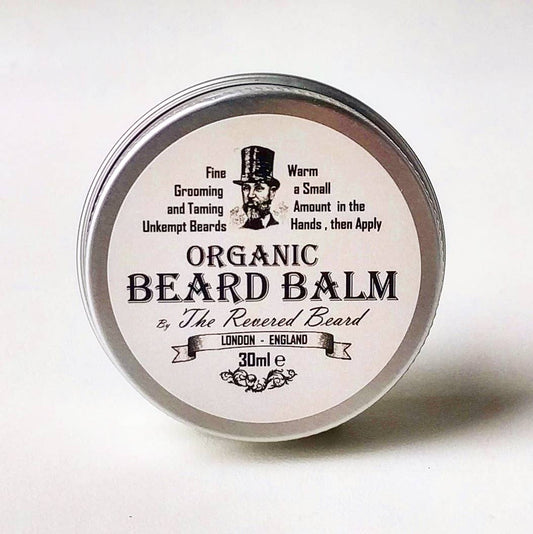 Fine
Grooming
and Taming
Unkempt Beards
Warm
a Small
Amount in the
Hands , then Apply
ORGANIC
BEARD BALM
By The Revered Beard
LONDON - ENGLAND
30ml ℮